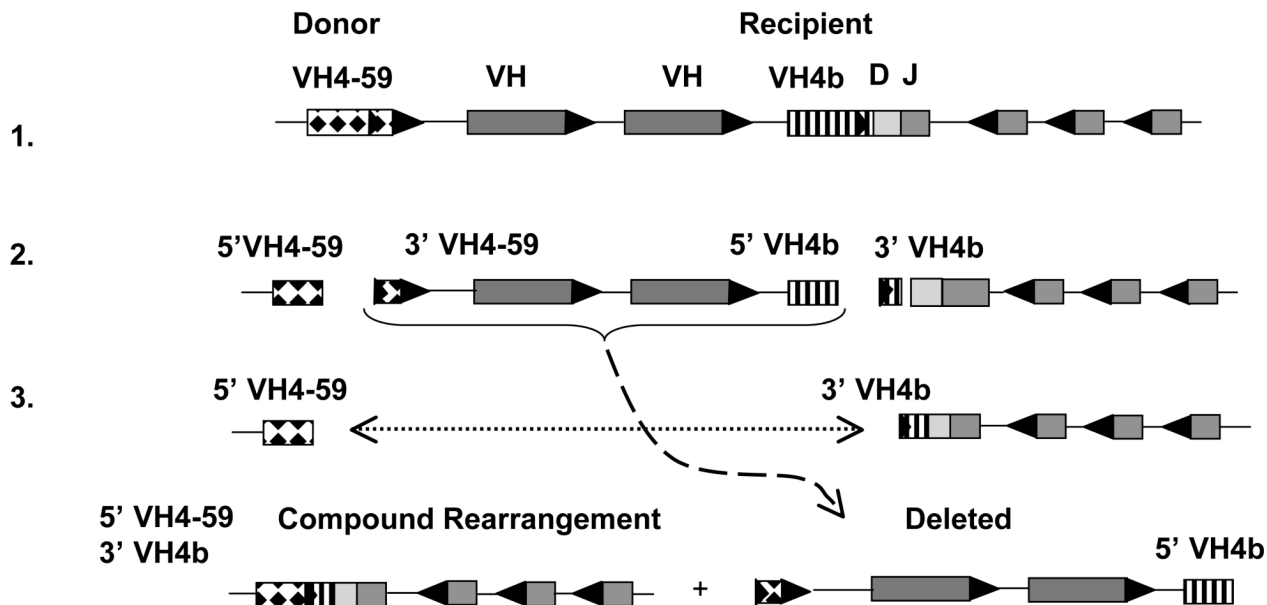 Donor Recipient
VH4-59 VH VH VH4b D J
1.
2.
5'VH4-59 3' VH4-59 5' VH4b 3' VH4b
3.
5' VH4-59 3' VH4b
5' VH4-59 Compound Rearrangement Deleted
3' VH4b
5' VH4b
+